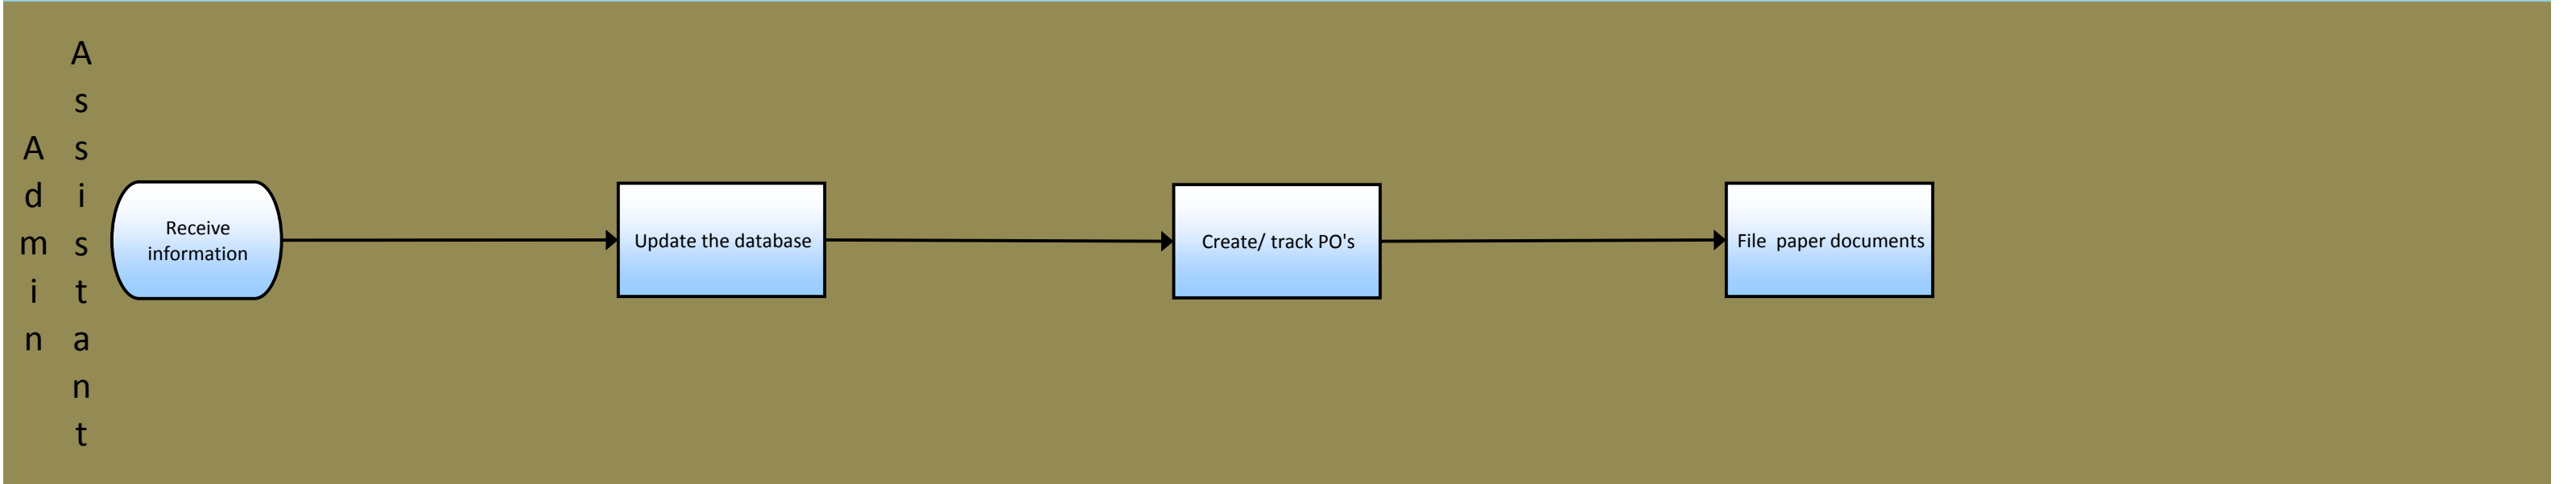 Admin
Assistant
Receive
information
Update the database
Create/ track PO's
File  paper documents